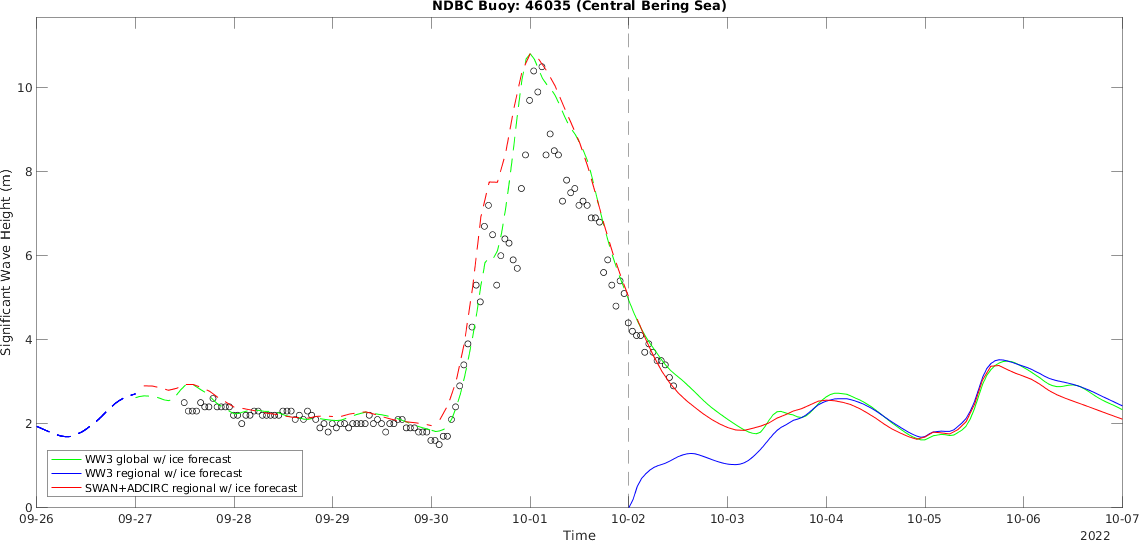 NDBC Buoy: 46035 (Central Bering Sea)
Significant Wave Height (m)
10
8
6
4
2
0
WW3 global w/ ice forecast
WW3 regional w/ ice forecast
SWAN+ADCIRC regional w/ ice forecast
09-26 09-27 09-28 09-29 09-30 10-01 10-02 10-03 10-04 10-05 10-06 10-07
Time
2022